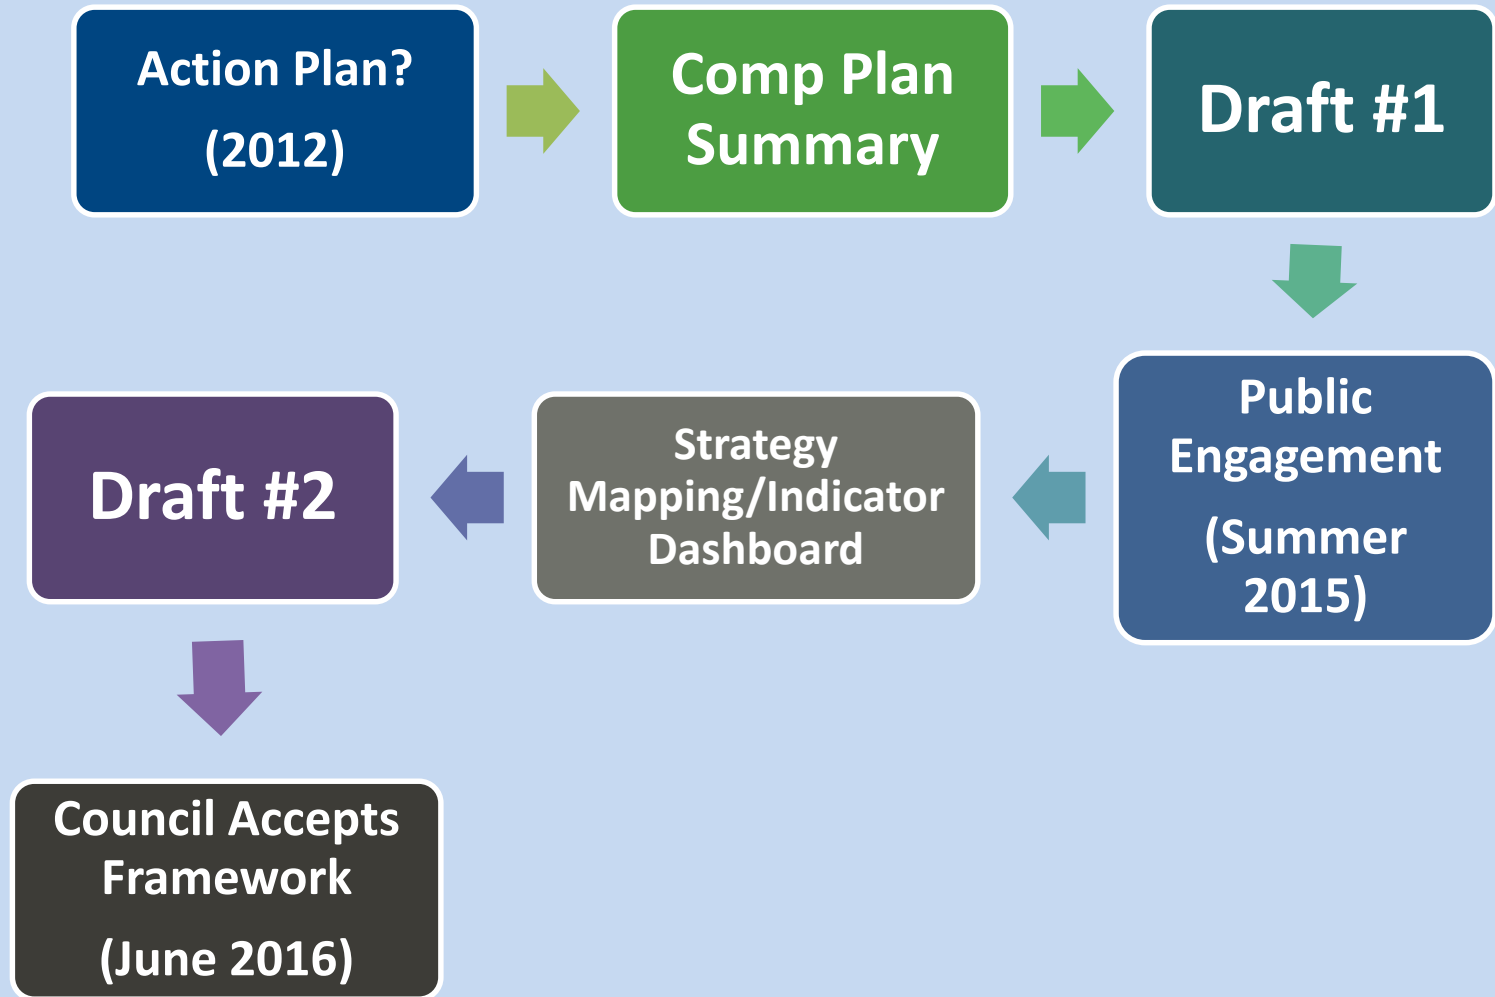 Action Plan?
(2012)
Comp Plan
Summary
Draft #1
Public
Engagement
(Summer
2015)
Strategy
Mapping/Indicator
Dashboard
Draft #2
Council Accepts
Framework
(June 2016)